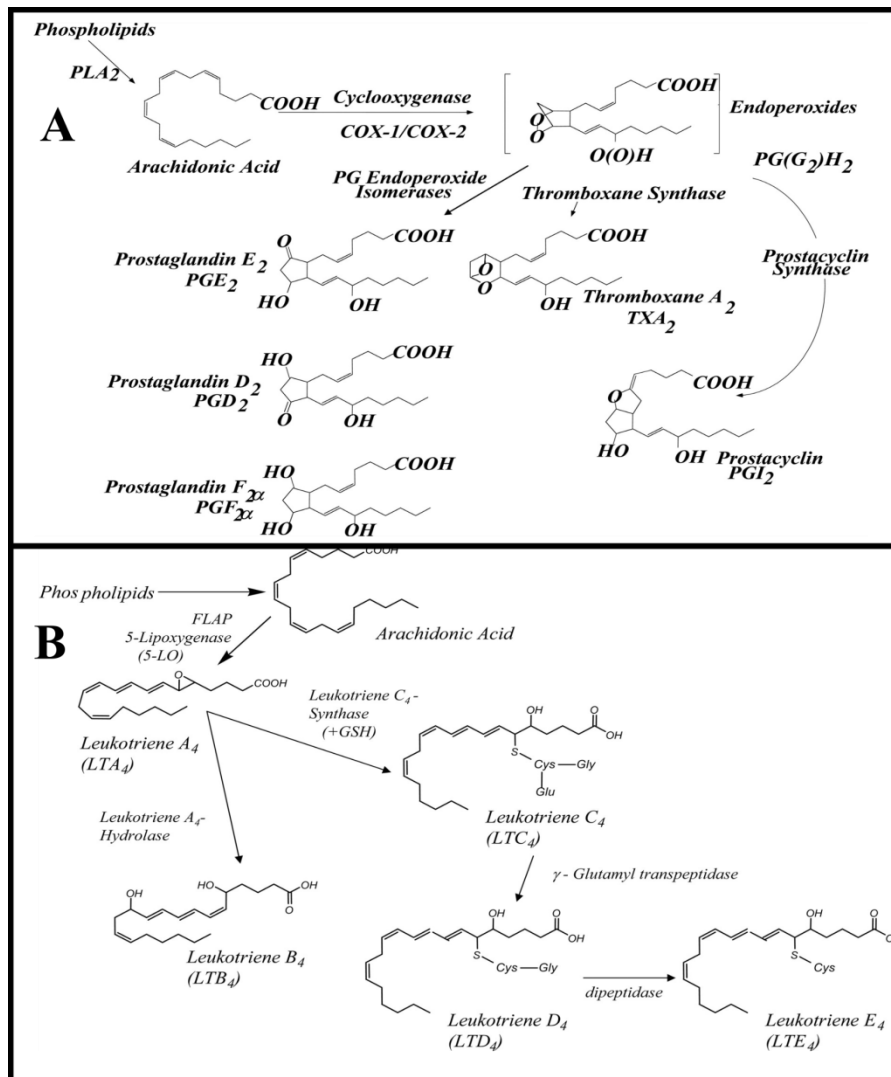 Phospholipids
PLA2
COOH
Arachidonic Acid
A
Cyclooxygenase
COX-1/COX-2
COOH
O
O
O(O)H
Endoperoxides
PG(G2)H2
PG Endoperoxide
Isomerases
Thromboxane Synthase
Prostacyclin
Synthase
Prostaglandin E2
PGE2
O
COOH
HO
OH
COOH
O
O
OH
Thromboxane A2
TXA2
Prostaglandin D2
PGD2
HO
COOH
O
OH
O
COOH
HO
OH
Prostacyclin
PGI2
Prostaglandin F2α
PGF2α
HO
COOH
HO
OH
B
Phos pholipids
COOH
Arachidonic Acid
FLAP
5-Lipoxygenase
(5-LO)
O
COOH
Leukotriene A4
(LTA4)
Leukotriene C4-
Synthase
(+GSH)
OH
O
OH
S
Cys
Gly
Glu
Leukotriene C4
(LTC4)
Leukotriene A4-
Hydrolase
OH
HO
OH
O
Leukotriene B4
(LTB4)
γ- Glutamyl transpeptidase
OH
O
OH
S
Cys
Gly
Leukotriene D4
(LTD4)
dipeptidase
OH
O
O
S
Cys
Leukotriene E4
(LTE4)